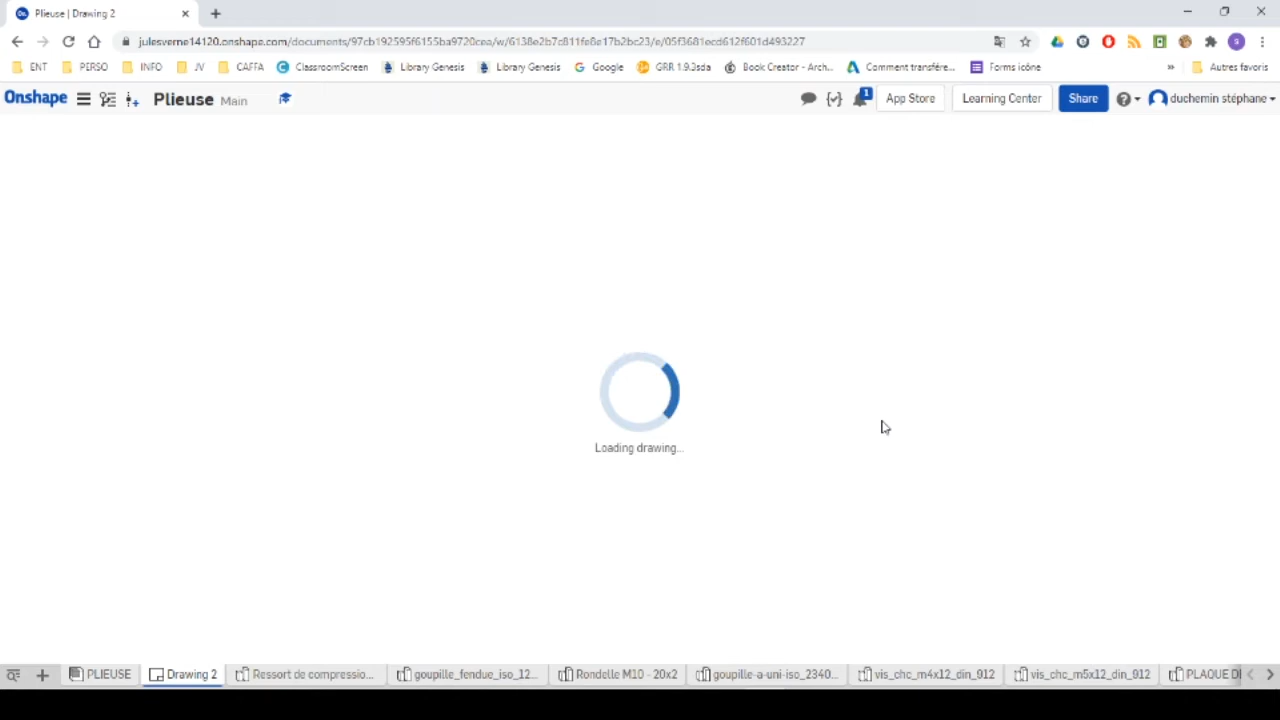 Plieuse | Drawing 2
julesverne14120.onshape.com/documents/97cb192595f6155ba9720cea/w/6138e2b7c811fe8e17b2bc23/e/05f3681ecd612f601d493227
ENT PERSO INFO JV CAFFA ClassroomScreen Library Genesis Library Genesis Google GRR 1.9.3sda Book Creator - Arch... Comment transfére... Forms icône » Autres favoris
Onshape Plieuse Main 1 App Store Learning Center Share duchemin stéphane
Loading drawing...
PLIEUSE Drawing 2 Ressort de compressio... goupille_fendue_iso_12... Rondelle M10 - 20x2 goupille-a-uni-iso_2340... vis_chc_m4x12_din_912 vis_chc_m5x12_din_912 PLAQUE